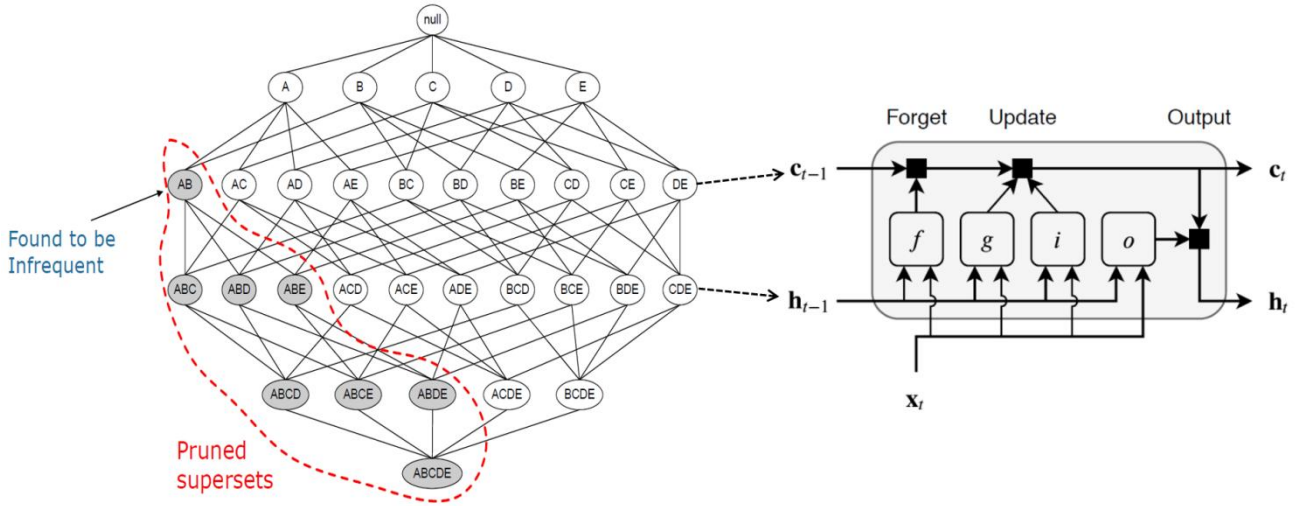 null
A B C D E
AB AC AD AE BC BD BE CD CE DE
Found to be
Infrequent
ABC ABD ABE ACD ACE ADE BCD BCE BDE CDE
ABCD ABCE ABDE ACDE BCDE
Pruned
supersets
ABCDE
Forget Update Output
c_{t−1} c_t
f g i o
h_{t−1} h_t
x_t